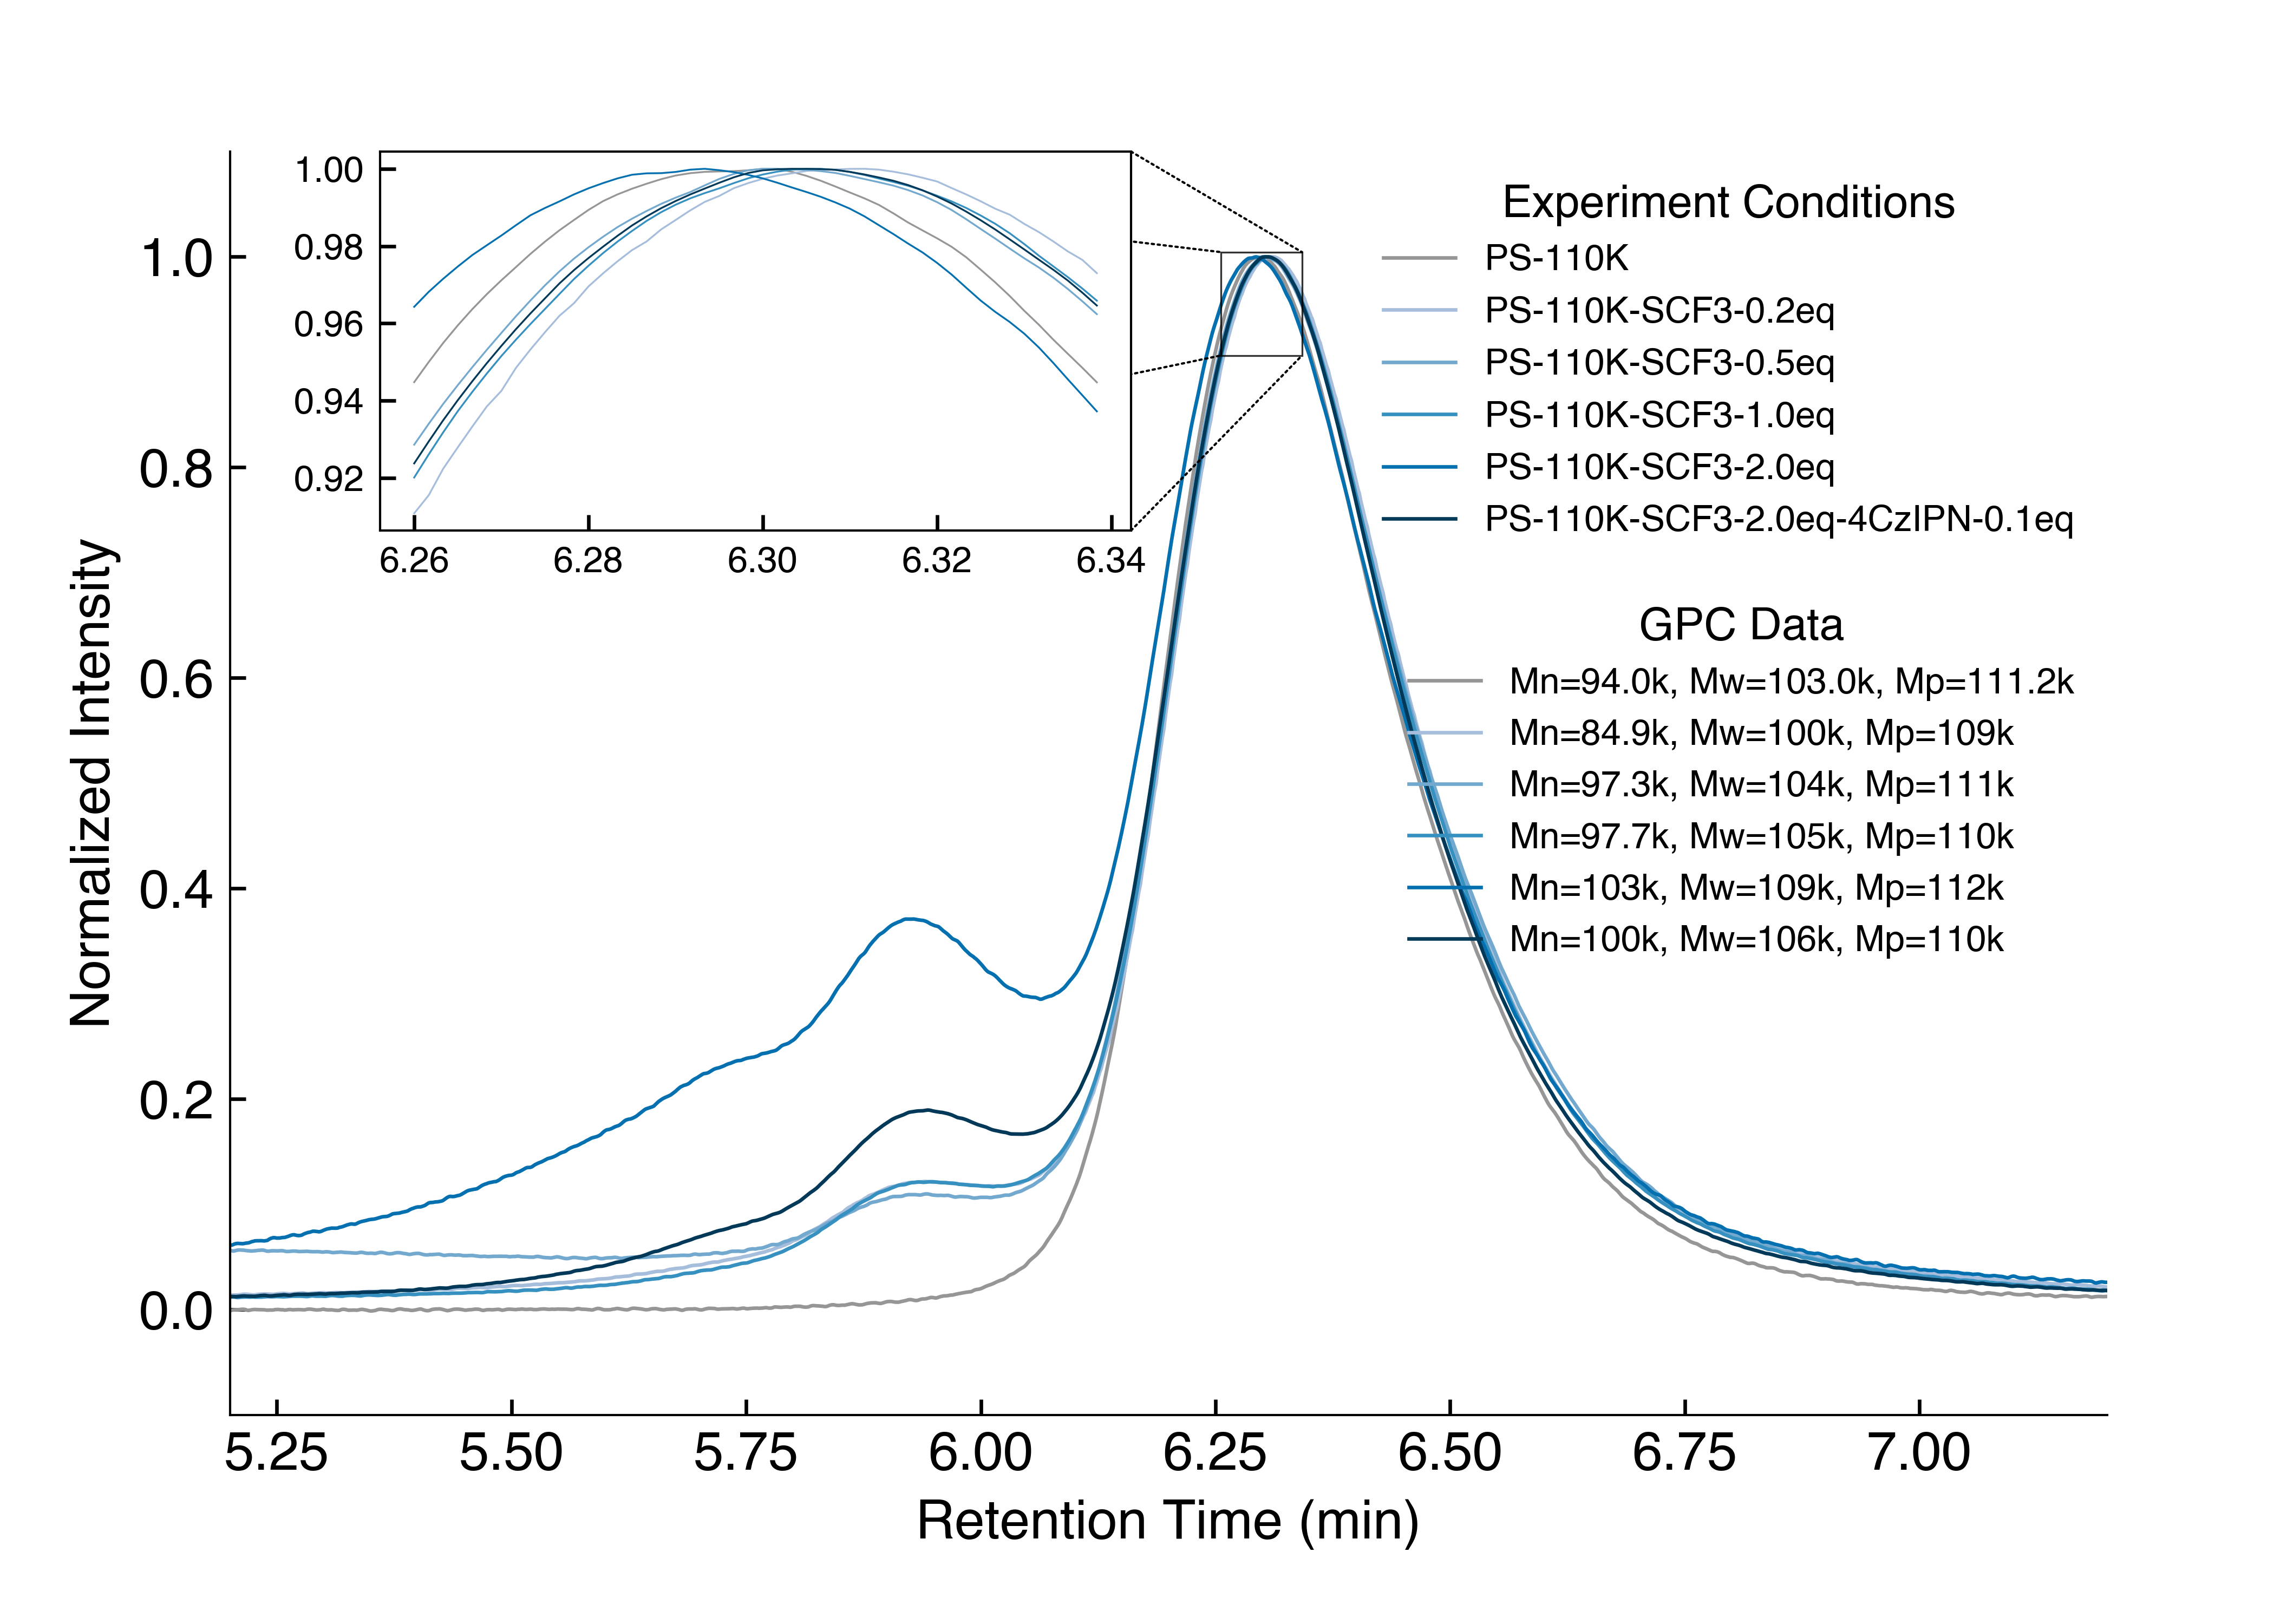 1.00
0.98
0.96
0.94
0.92
6.26 6.28 6.30 6.32 6.34
Experiment Conditions
PS-110K
PS-110K-SCF3-0.2eq
PS-110K-SCF3-0.5eq
PS-110K-SCF3-1.0eq
PS-110K-SCF3-2.0eq
PS-110K-SCF3-2.0eq-4CzIPN-0.1eq
GPC Data
Mn=94.0k, Mw=103.0k, Mp=111.2k
Mn=84.9k, Mw=100k, Mp=109k
Mn=97.3k, Mw=104k, Mp=111k
Mn=97.7k, Mw=105k, Mp=110k
Mn=103k, Mw=109k, Mp=112k
Mn=100k, Mw=106k, Mp=110k
Normalized Intensity
1.0
0.8
0.6
0.4
0.2
0.0
5.25 5.50 5.75 6.00 6.25 6.50 6.75 7.00
Retention Time (min)